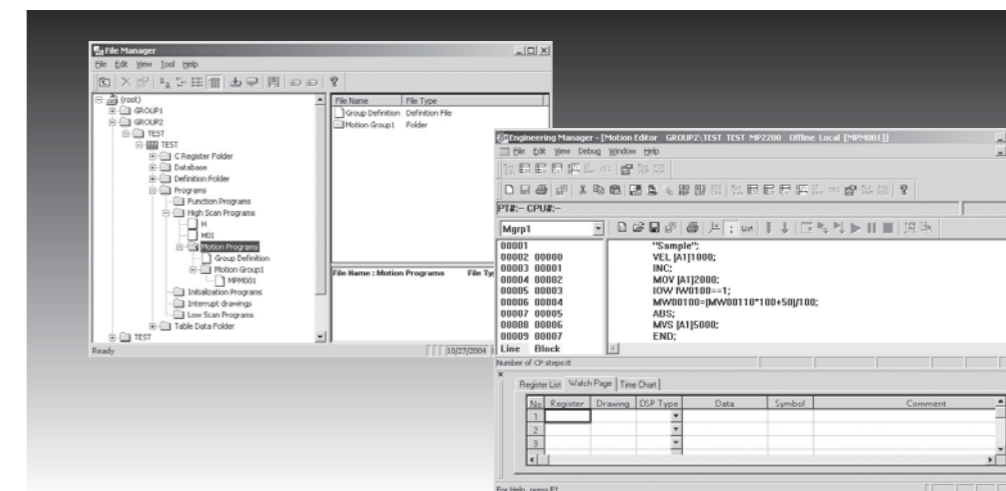 File Manager
File Edit View Tool Help
(root)
GROUP1
GROUP2
TEST
TEST
C Register Folder
Database
Definition Folder
Programs
Function Programs
High Scan Programs
H
H01
Motion Programs
Group Definition
Motion Group1
MPM001
Initialization Programs
Interrupt drawings
Low Scan Programs
Table Data Folder
TEST
File Name File Type
Group Definition Definition File
Motion Group1 Folder
File Name : Motion Programs File Ty
Ready 10/27/2004
Engineering Manager - [Motion Editor GROUP2\TEST TEST MP2200 Offline Local [MPM001]]
File Edit View Debug Window Help
PT#:- CPU#:-
Mgrp1
00001 "Sample";
00002 00000 VEL [A1]1000;
00003 00001 INC;
00004 00002 MOV [A1]2000;
00005 00003 IOW IW0100==1;
00006 00004 MW00100=[MW00110*100+50]/100;
00007 00005 ABS;
00008 00006 MVS [A1]5000;
00009 00007 END;
Line Block
Number of CP steps:8
Register List Watch Page Time Chart
No Register Drawing DSP Type Data Symbol Comment
1
2
3
For Help, press F1